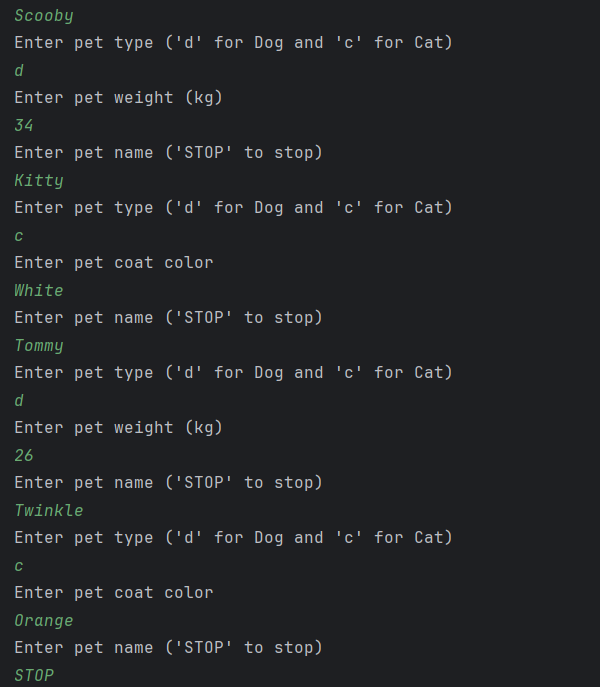 Scooby
Enter pet type ('d' for Dog and 'c' for Cat)
d
Enter pet weight (kg)
34
Enter pet name ('STOP' to stop)
Kitty
Enter pet type ('d' for Dog and 'c' for Cat)
c
Enter pet coat color
White
Enter pet name ('STOP' to stop)
Tommy
Enter pet type ('d' for Dog and 'c' for Cat)
d
Enter pet weight (kg)
26
Enter pet name ('STOP' to stop)
Twinkle
Enter pet type ('d' for Dog and 'c' for Cat)
c
Enter pet coat color
Orange
Enter pet name ('STOP' to stop)
STOP